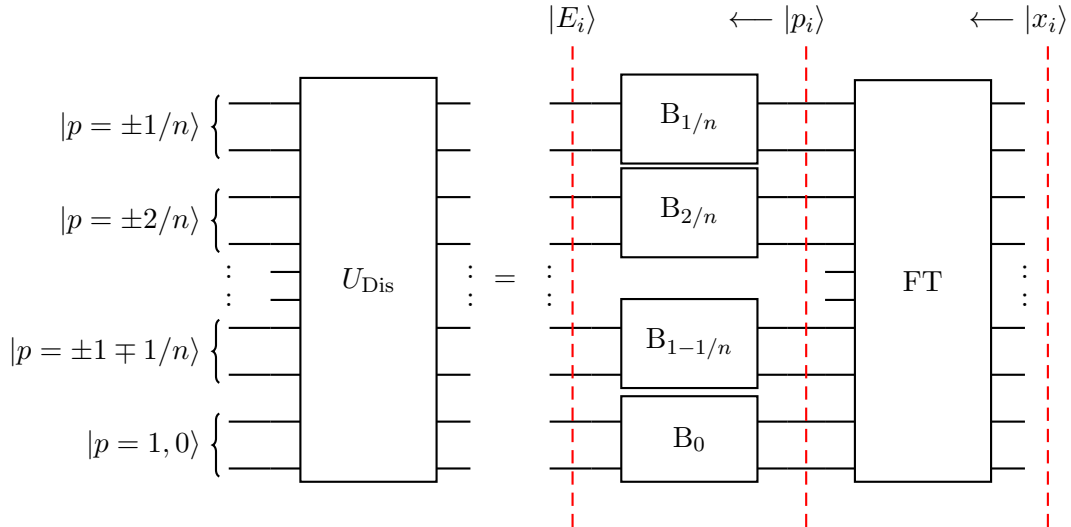 |E_i⟩ ⟵ |p_i⟩ ⟵ |x_i⟩
|p = ±1/n⟩ B_{1/n}
|p = ±2/n⟩ B_{2/n}
⋮ U_Dis ⋮ = ⋮ FT ⋮
|p = ±1 ∓ 1/n⟩ B_{1−1/n}
|p = 1, 0⟩ B_0